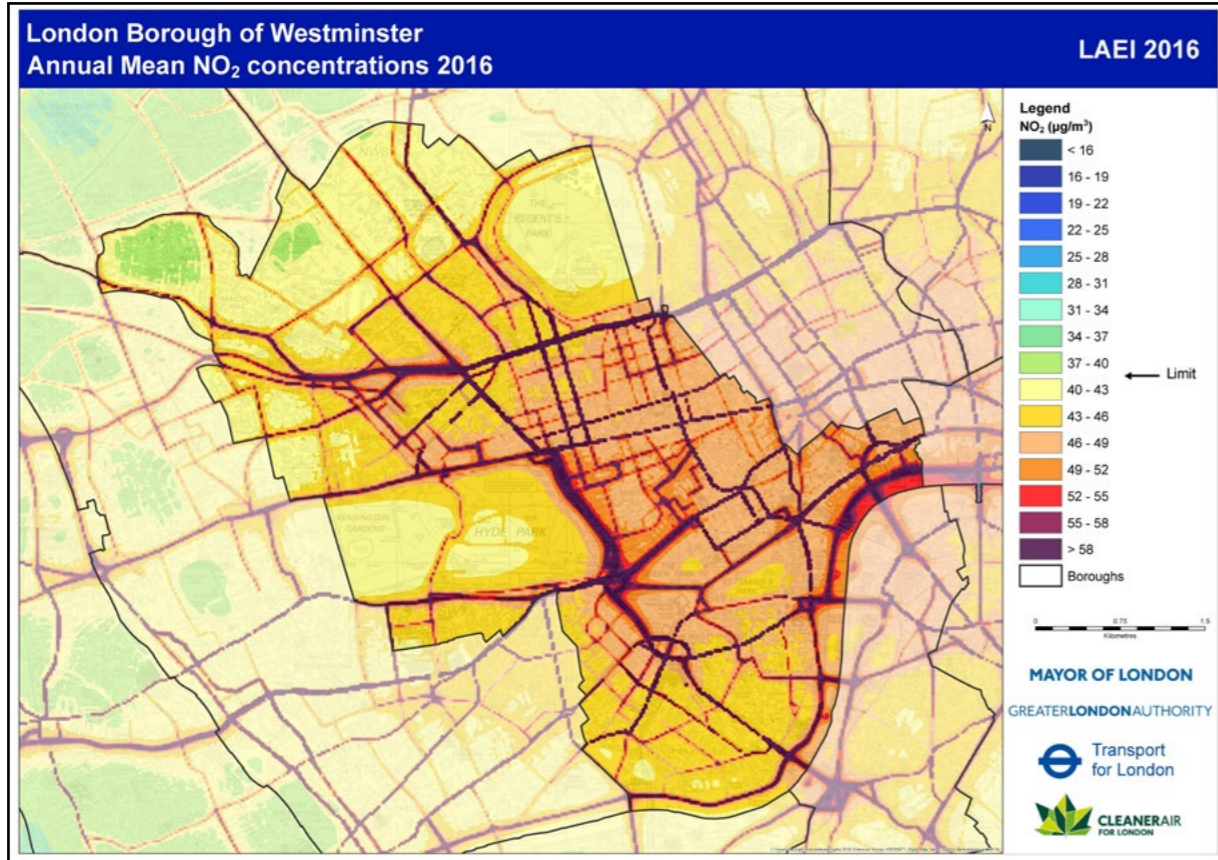 London Borough of Westminster
Annual Mean NO₂ concentrations 2016
LAEI 2016
N
Legend
NO₂ (µg/m³)
< 16
16 - 19
19 - 22
22 - 25
25 - 28
28 - 31
31 - 34
34 - 37
37 - 40
40 - 43
43 - 46
46 - 49
49 - 52
52 - 55
55 - 58
> 58
Boroughs
Limit
0 0.75 1.5
Kilometres
THE
REGENT'S
PARK
KENSINGTON
GARDENS
HYDE PARK
MAYOR OF LONDON
GREATERLONDONAUTHORITY
Transport
for London
CLEANERAIR
FOR LONDON